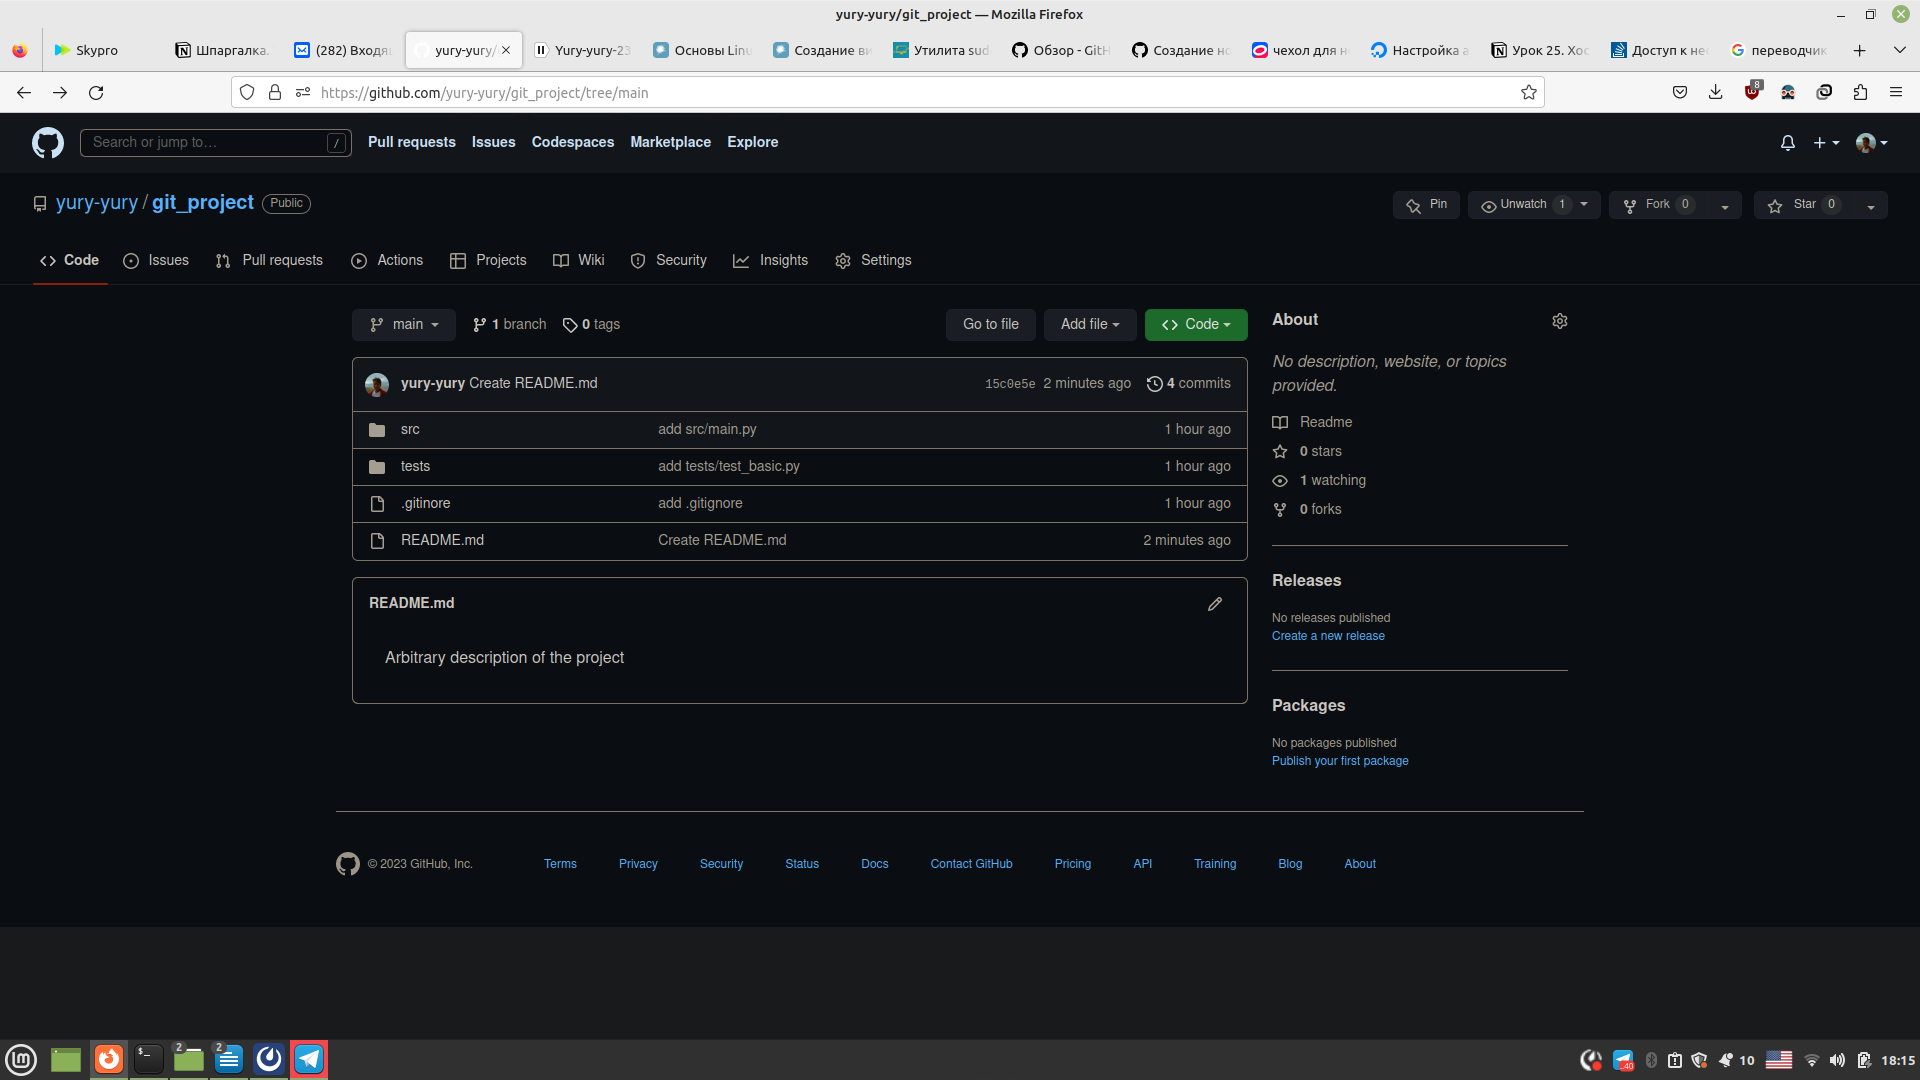 yury-yury/git_project — Mozilla Firefox
Skypro
Шпаргалка.
(282) Входя
yury-yury/
Yury-yury-23
Основы Linu
Создание ви
Утилита sud
Обзор - GitH
Создание но
чехол для н
Настройка а
Урок 25. Хос
Доступ к не
переводчик
https://github.com/yury-yury/git_project/tree/main
8
Search or jump to...
/
Pull requests
Issues
Codespaces
Marketplace
Explore
yury-yury / git_project Public
Pin
Unwatch 1
Fork 0
Star 0
Code
Issues
Pull requests
Actions
Projects
Wiki
Security
Insights
Settings
main
1 branch
0 tags
Go to file
Add file
Code
yury-yury Create README.md
15c0e5e 2 minutes ago
4 commits
src add src/main.py 1 hour ago
tests add tests/test_basic.py 1 hour ago
.gitinore add .gitignore 1 hour ago
README.md Create README.md 2 minutes ago
README.md
Arbitrary description of the project
About
No description, website, or topics
provided.
Readme
0 stars
1 watching
0 forks
Releases
No releases published
Create a new release
Packages
No packages published
Publish your first package
© 2023 GitHub, Inc.
Terms
Privacy
Security
Status
Docs
Contact GitHub
Pricing
API
Training
Blog
About
$_
2
2
40
10
18:15